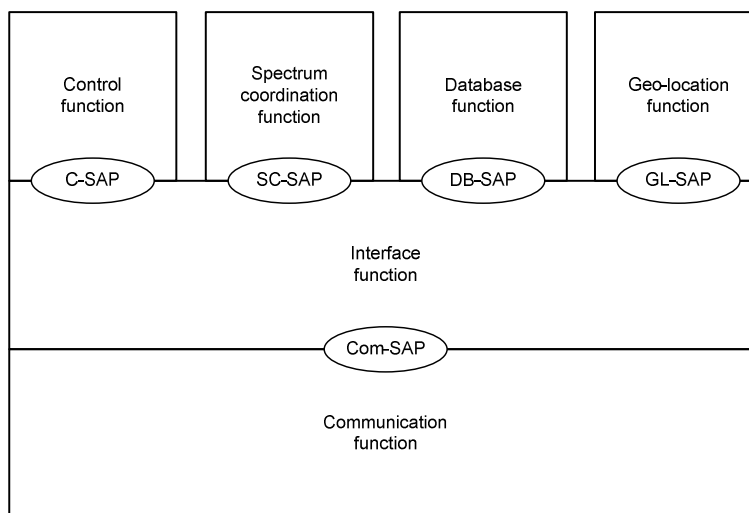 Control
function
Spectrum
coordination
function
Database
function
Geo-location
function
C-SAP
SC-SAP
DB-SAP
GL-SAP
Interface
function
Com-SAP
Communication
function